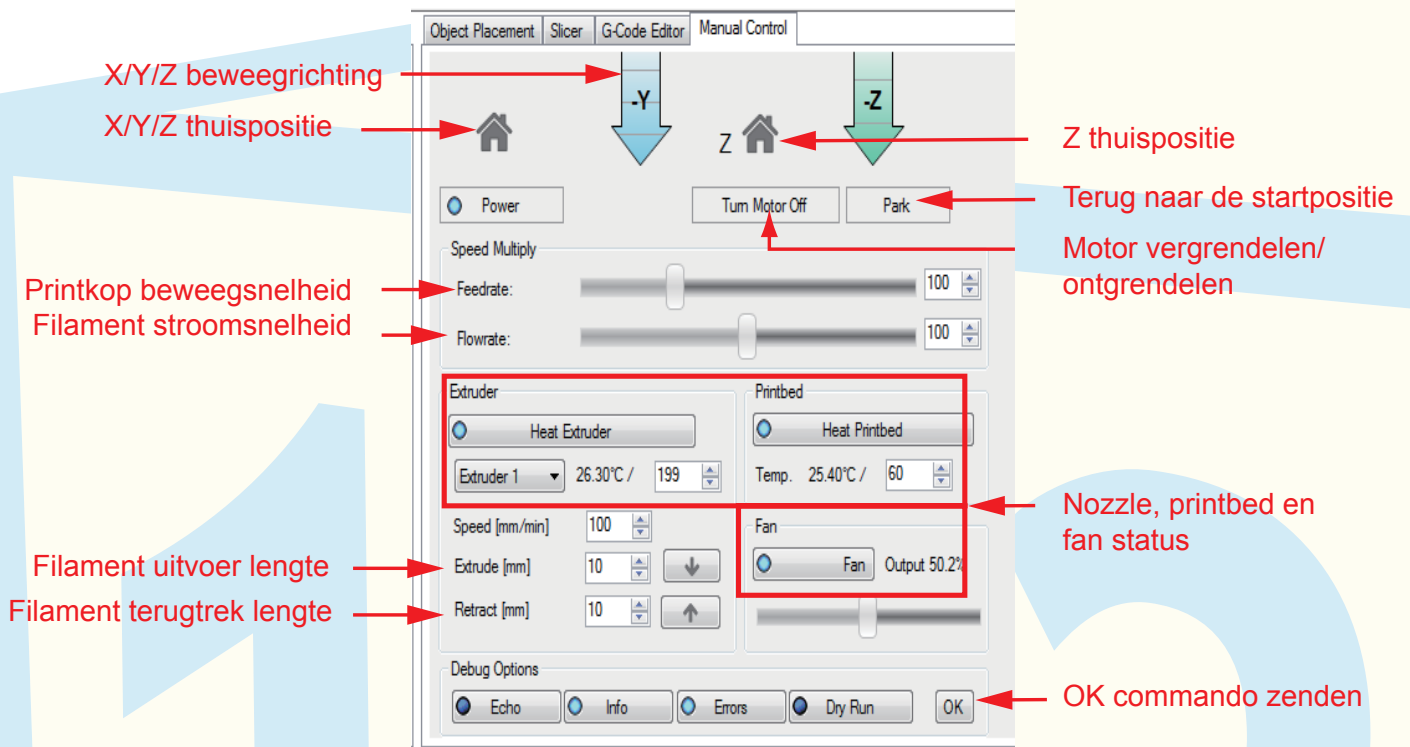 Object Placement
Slicer
G-Code Editor
Manual Control
X/Y/Z beweegrichting
-Y
-Z
X/Y/Z thuispositie
Z
Z thuispositie
Power
Turn Motor Off
Park
Terug naar de startpositie
Motor vergrendelen/
ontgrendelen
Speed Multiply
Printkop beweegsnelheid
Feedrate:
100
Filament stroomsnelheid
Flowrate:
100
Extruder
Heat Extruder
Extruder 1
26.30°C /
199
Printbed
Heat Printbed
Temp.
25.40°C /
60
Nozzle, printbed en
fan status
Speed [mm/min]
100
Filament uitvoer lengte
Extrude [mm]
10
Filament terugtrek lengte
Retract [mm]
10
Fan
Fan
Output 50.2%
Debug Options
Echo
Info
Errors
Dry Run
OK
OK commando zenden